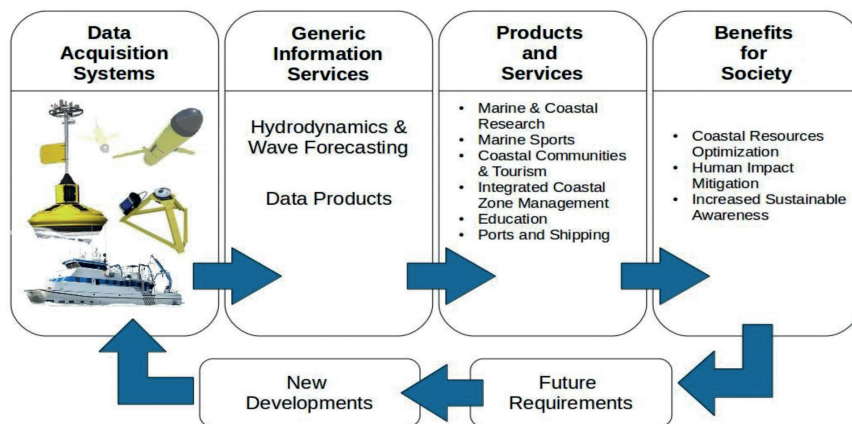 Data
Acquisition
Systems
Generic
Information
Services
Hydrodynamics &
Wave Forecasting
Data Products
Products
and
Services
• Marine & Coastal
Research
• Marine Sports
• Coastal Communities
& Tourism
• Integrated Coastal
Zone Management
• Education
• Ports and Shipping
Benefits
for
Society
• Coastal Resources
Optimization
• Human Impact
Mitigation
• Increased Sustainable
Awareness
New
Developments
Future
Requirements